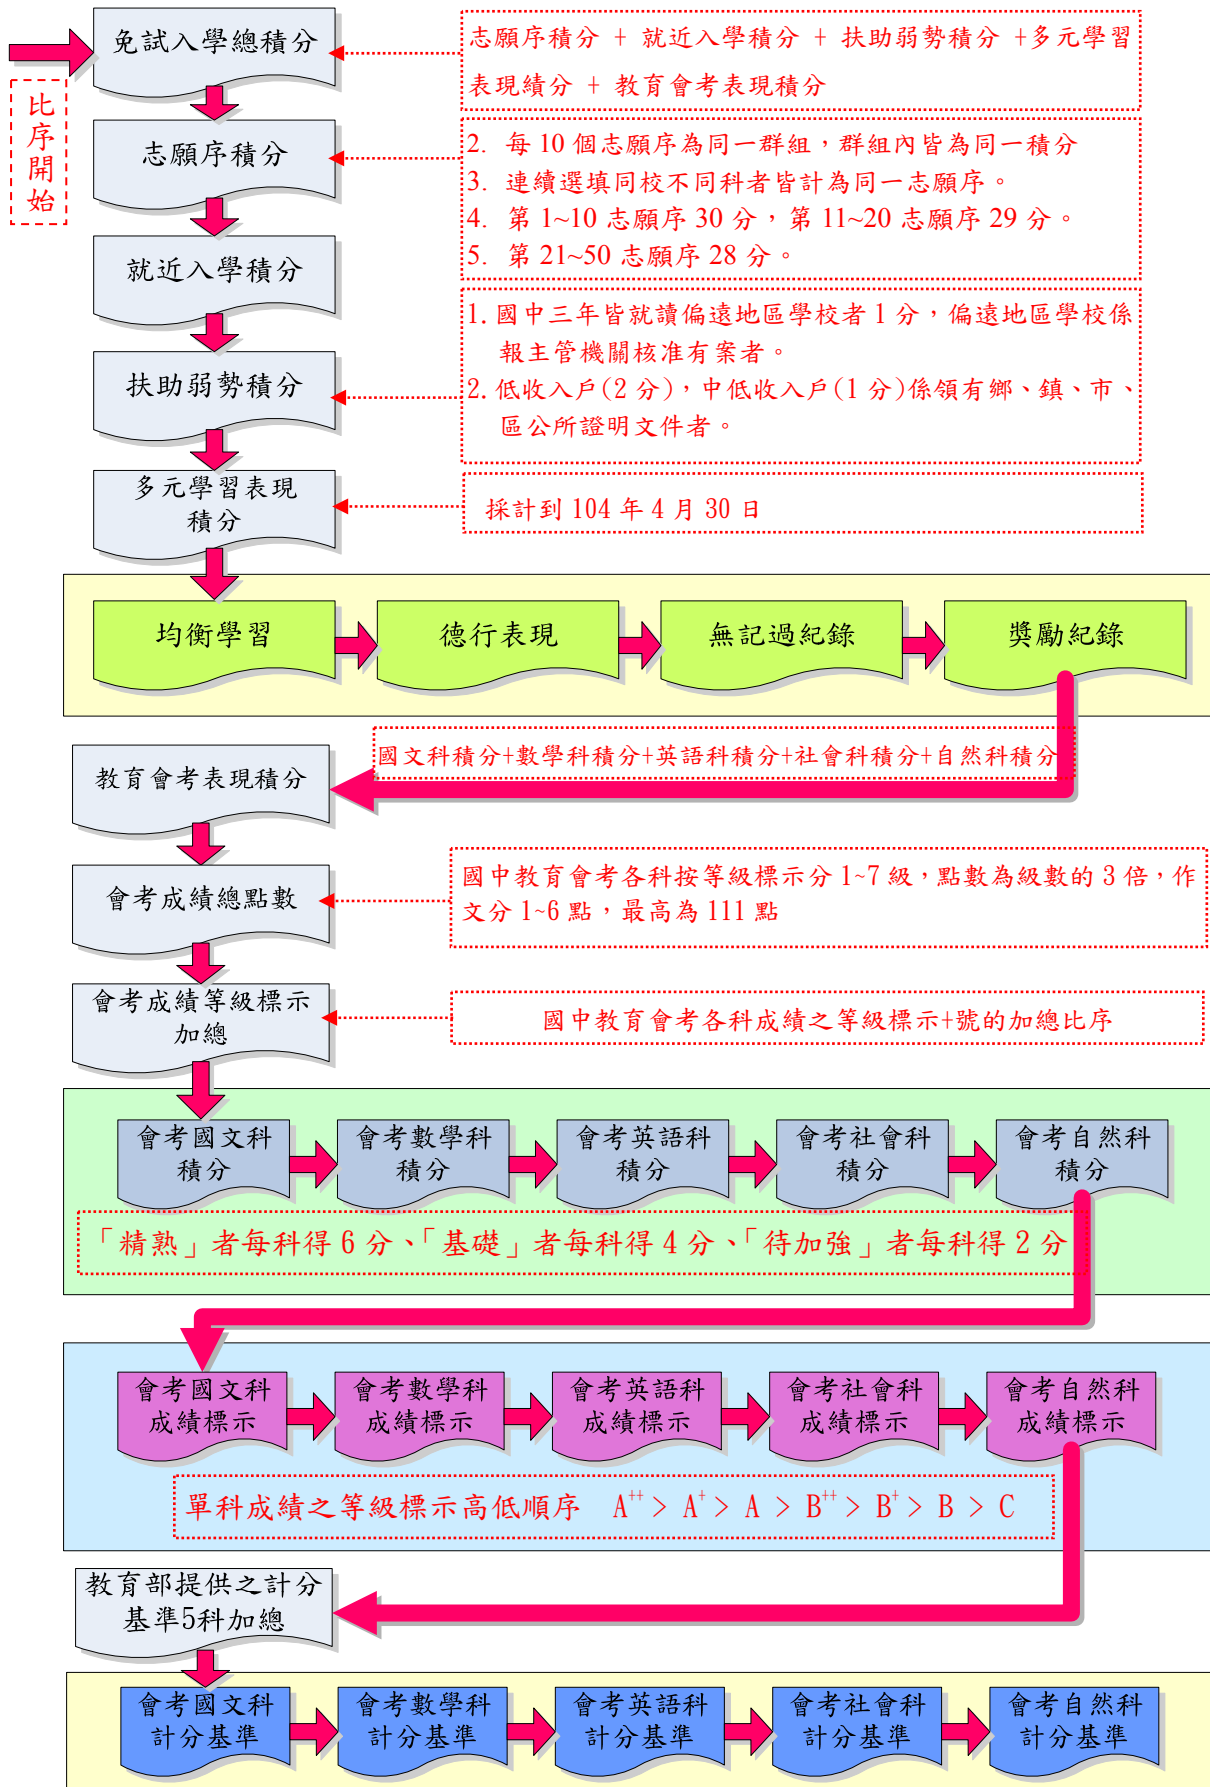 免試入學總積分
志願序積分 + 就近入學積分 + 扶助弱勢積分 +多元學習
表現績分 + 教育會考表現積分
比序開始
志願序積分
2. 每 10 個志願序為同一群組，群組內皆為同一積分
3. 連續選填同校不同科者皆計為同一志願序。
4. 第 1~10 志願序 30 分，第 11~20 志願序 29 分。
5. 第 21~50 志願序 28 分。
就近入學積分
扶助弱勢積分
1. 國中三年皆就讀偏遠地區學校者 1 分，偏遠地區學校係
報主管機關核准有案者。
2. 低收入戶(2 分)，中低收入戶(1 分)係領有鄉、鎮、市、
區公所證明文件者。
多元學習表現
積分
採計到 104 年 4 月 30 日
均衡學習
德行表現
無記過紀錄
獎勵紀錄
國文科積分+數學科積分+英語科積分+社會科積分+自然科積分
教育會考表現積分
會考成績總點數
國中教育會考各科按等級標示分 1~7 級，點數為級數的 3 倍，作
文分 1~6 點，最高為 111 點
會考成績等級標示
加總
國中教育會考各科成績之等級標示+號的加總比序
會考國文科
積分
會考數學科
積分
會考英語科
積分
會考社會科
積分
會考自然科
積分
「精熟」者每科得 6 分、「基礎」者每科得 4 分、「待加強」者每科得 2 分
會考國文科
成績標示
會考數學科
成績標示
會考英語科
成績標示
會考社會科
成績標示
會考自然科
成績標示
單科成績之等級標示高低順序 A++ > A+ > A > B++ > B+ > B > C
教育部提供之計分
基準5科加總
會考國文科
計分基準
會考數學科
計分基準
會考英語科
計分基準
會考社會科
計分基準
會考自然科
計分基準